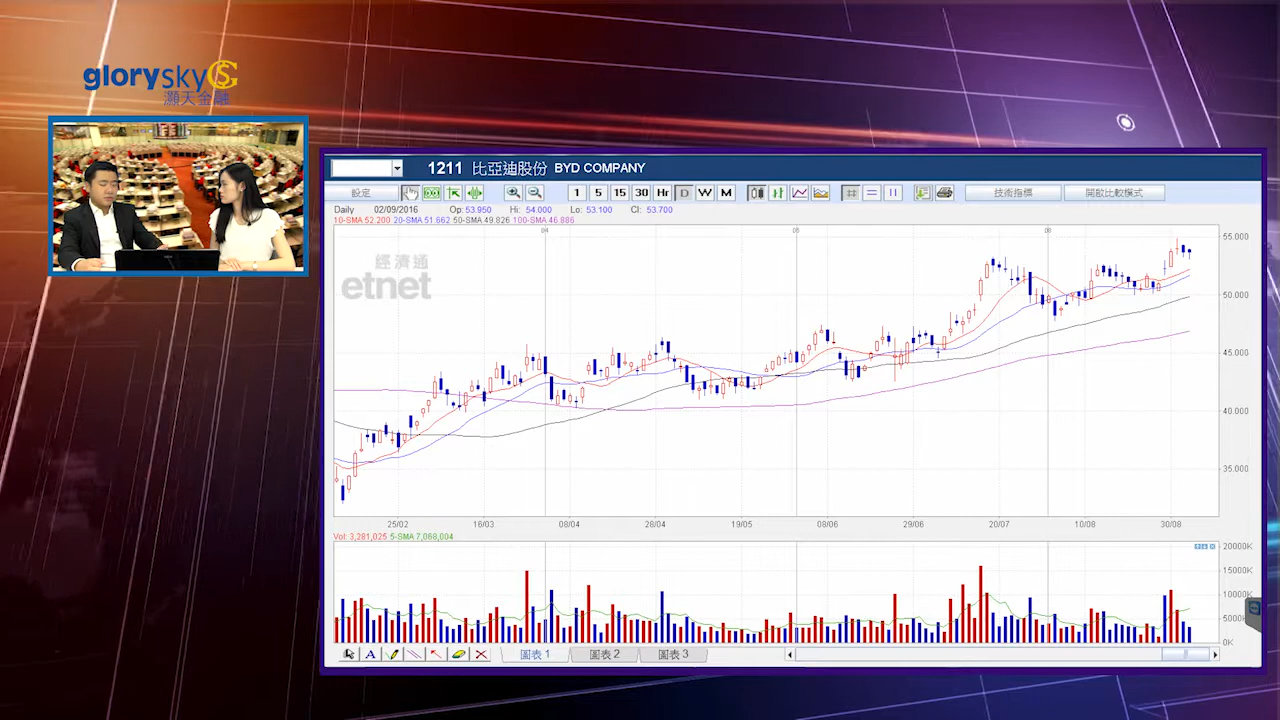 glorysky
灝天金融
1211 比亞迪股份 BYD COMPANY
設定 1 5 15 30 Hr D W M 技術指標 開啟比較模式
Daily 02/09/2016 Op: 53.950 Hi: 54.000 Lo: 53.100 Cl: 53.700
10-SMA 52.200 20-SMA 51.662 50-SMA 49.826 100-SMA 46.886
經濟通
etnet
04 06 08
55.000
50.000
45.000
40.000
35.000
25/02 16/03 08/04 28/04 19/05 08/06 29/06 20/07 10/08 30/08
Vol: 3,281,025 5-SMA 7,068,004
20000K
15000K
10000K
5000K
0K
A 圖表 1 圖表 2 圖表 3